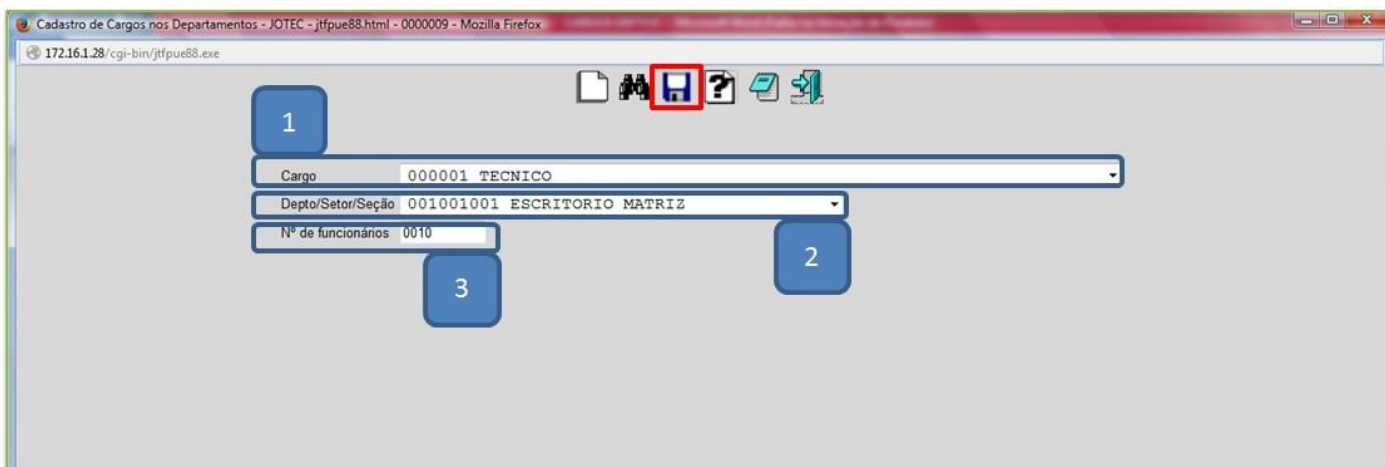 Cadastro de Cargos nos Departamentos - JOTEC - jtfpue88.html - 0000009 - Mozilla Firefox
172.16.1.28/cgi-bin/jtfpue88.exe
1
Cargo 000001 TECNICO
Depto/Setor/Seção 001001001 ESCRITORIO MATRIZ
Nº de funcionários 0010
2
3